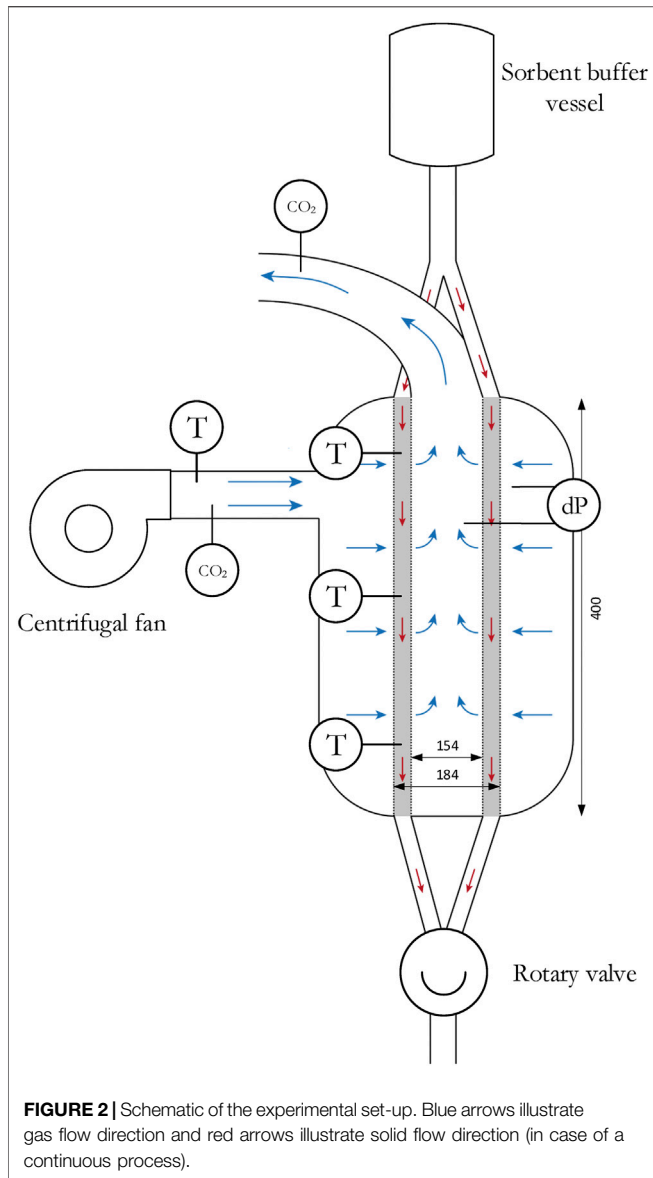 Sorbent buffer
vessel
CO₂
T
T
dP
CO₂
Centrifugal fan
T
400
T
154
184
Rotary valve
FIGURE 2 | Schematic of the experimental set-up. Blue arrows illustrate
gas flow direction and red arrows illustrate solid flow direction (in case of a
continuous process).